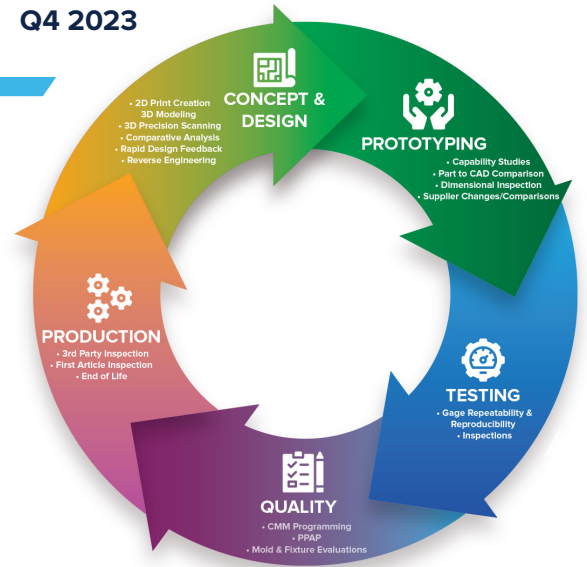 Q4 2023
CONCEPT &
DESIGN
• 2D Print Creation
3D Modeling
• 3D Precision Scanning
• Comparative Analysis
• Rapid Design Feedback
• Reverse Engineering
PROTOTYPING
• Capability Studies
• Part to CAD Comparison
• Dimensional Inspection
• Supplier Changes/Comparisons
TESTING
• Gage Repeatability &
Reproducibility
• Inspections
QUALITY
• CMM Programming
• PPAP
• Mold & Fixture Evaluations
PRODUCTION
• 3rd Party Inspection
• First Article Inspection
• End of Life